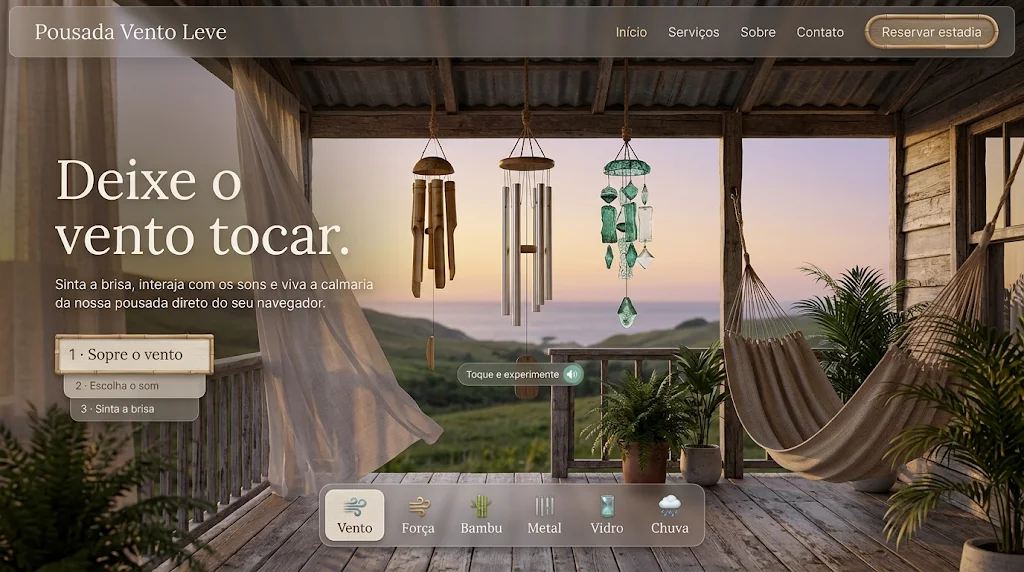 Pousada Vento Leve
Início
Serviços
Sobre
Contato
Reservar estadia
Deixe o
vento tocar.
Sinta a brisa, interaja com os sons e viva a calmaria
da nossa pousada direto do seu navegador.
1 · Sopre o vento
2 · Escolha o som
3 · Sinta a brisa
Toque e experimente
Vento
Força
Bambu
Metal
Vidro
Chuva